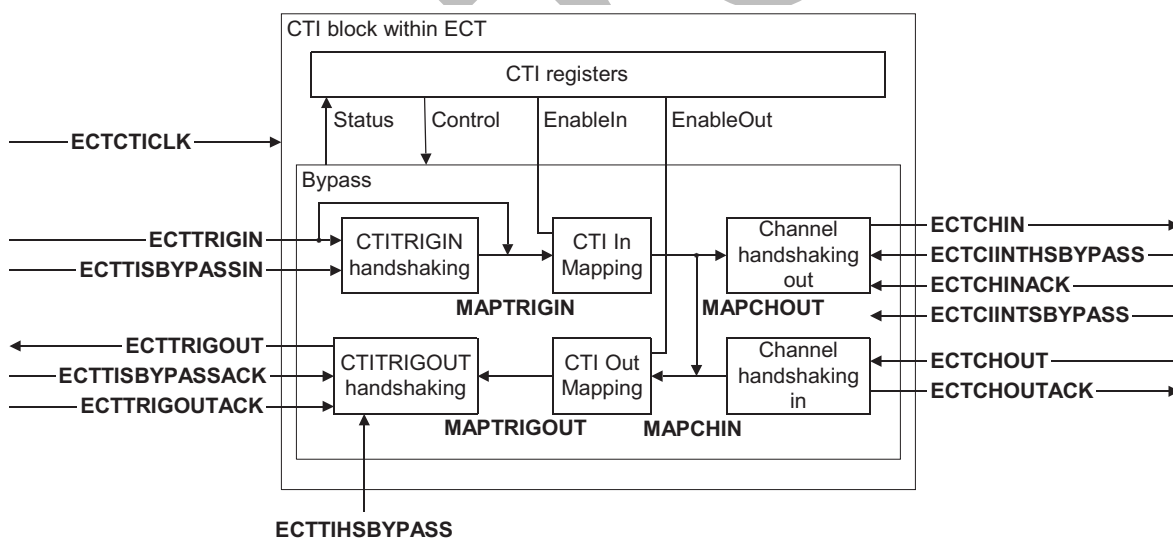 CTI block within ECT
CTI registers
Status
Control
EnableIn
EnableOut
ECTCTICLK
Bypass
ECTTRIGIN
ECTTISBYPASSIN
CTITRIGIN
handshaking
CTI In
Mapping
Channel
handshaking
out
ECTCHIN
ECTCIINTHSBYPASS
ECTCHINACK
ECTCIINTSBYPASS
MAPTRIGIN
MAPCHOUT
ECTTRIGOUT
ECTTISBYPASSACK
ECTTRIGOUTACK
CTITRIGOUT
handshaking
CTI Out
Mapping
Channel
handshaking
in
ECTCHOUT
ECTCHOUTACK
MAPTRIGOUT
MAPCHIN
ECTTIHSBYPASS